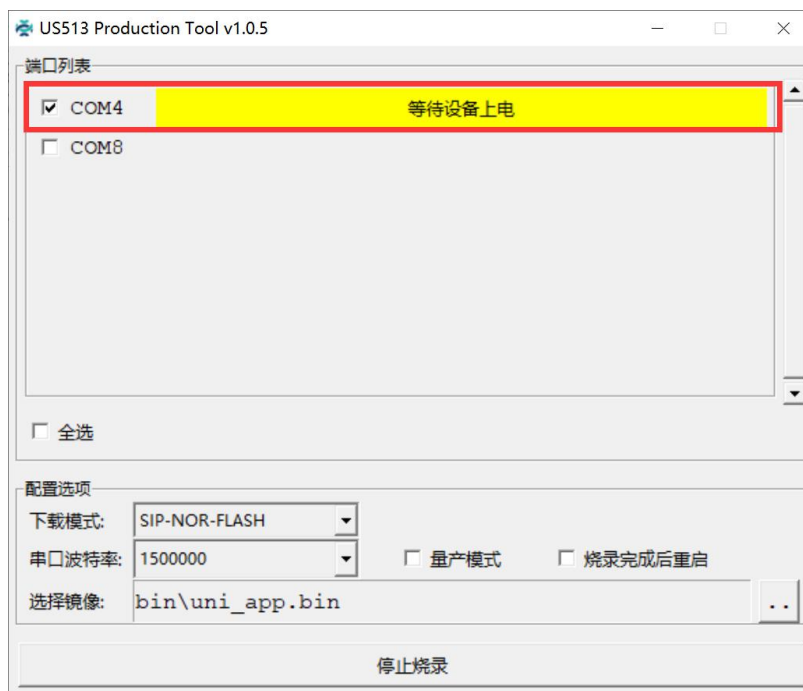 US513 Production Tool v1.0.5
端口列表
COM4 等待设备上电
COM8
全选
配置选项
下载模式: SIP-NOR-FLASH
串口波特率: 1500000 量产模式 烧录完成后重启
选择镜像: bin\uni_app.bin ..
停止烧录